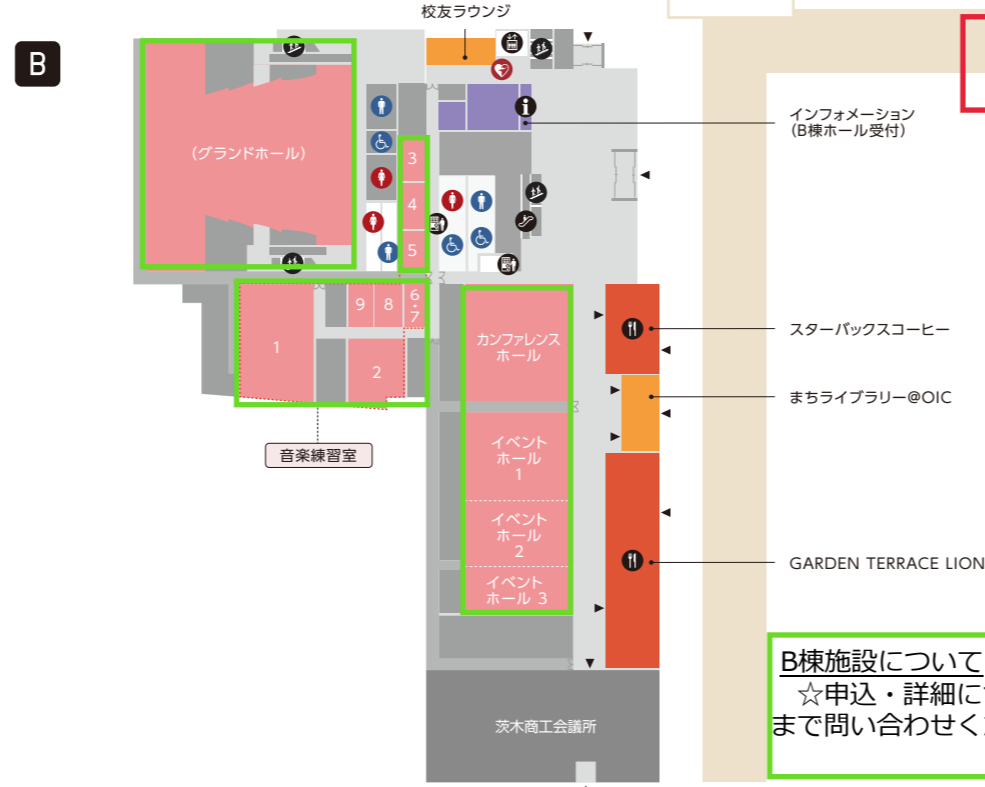 校友ラウンジ
B
インフォメーション
（B棟ホール受付）
（グランドホール）
3
4
5
9
8
6・7
1
2
カンファレンス
ホール
スターバックスコーヒー
まちライブラリー@OIC
音楽練習室
イベント
ホール
1
イベント
ホール
2
イベント
ホール 3
GARDEN TERRACE LION
B棟施設について
☆申込・詳細に
まで問い合わせく
茨木商工会議所